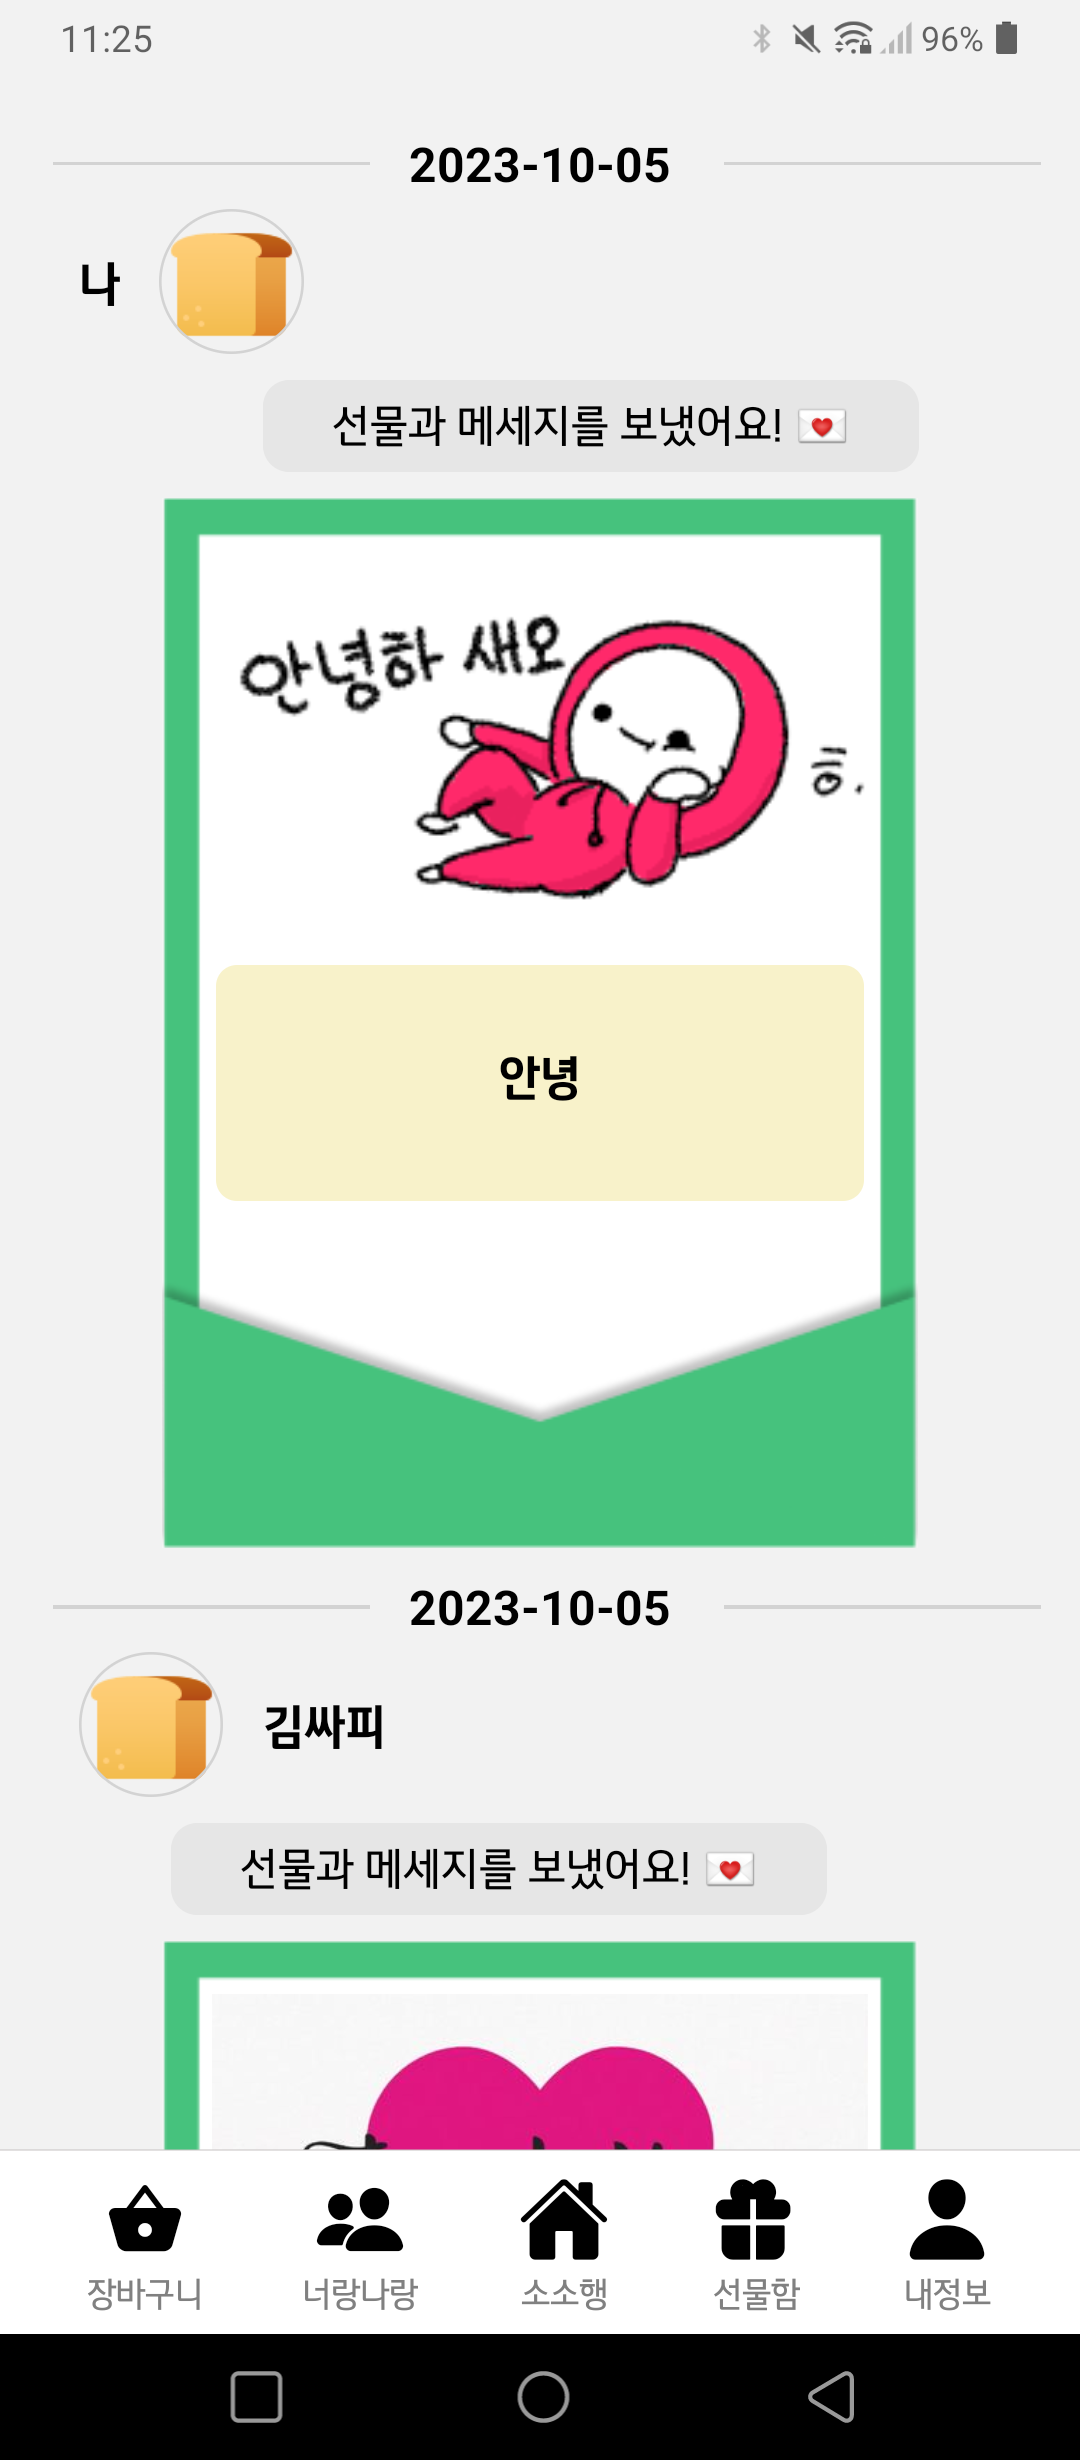 11:25
96%
2023-10-05
나
선물과 메세지를 보냈어요! 💌
안녕하 새오
흐.
안녕
2023-10-05
김싸피
선물과 메세지를 보냈어요! 💌
장바구니
너랑나랑
소소행
선물함
내정보